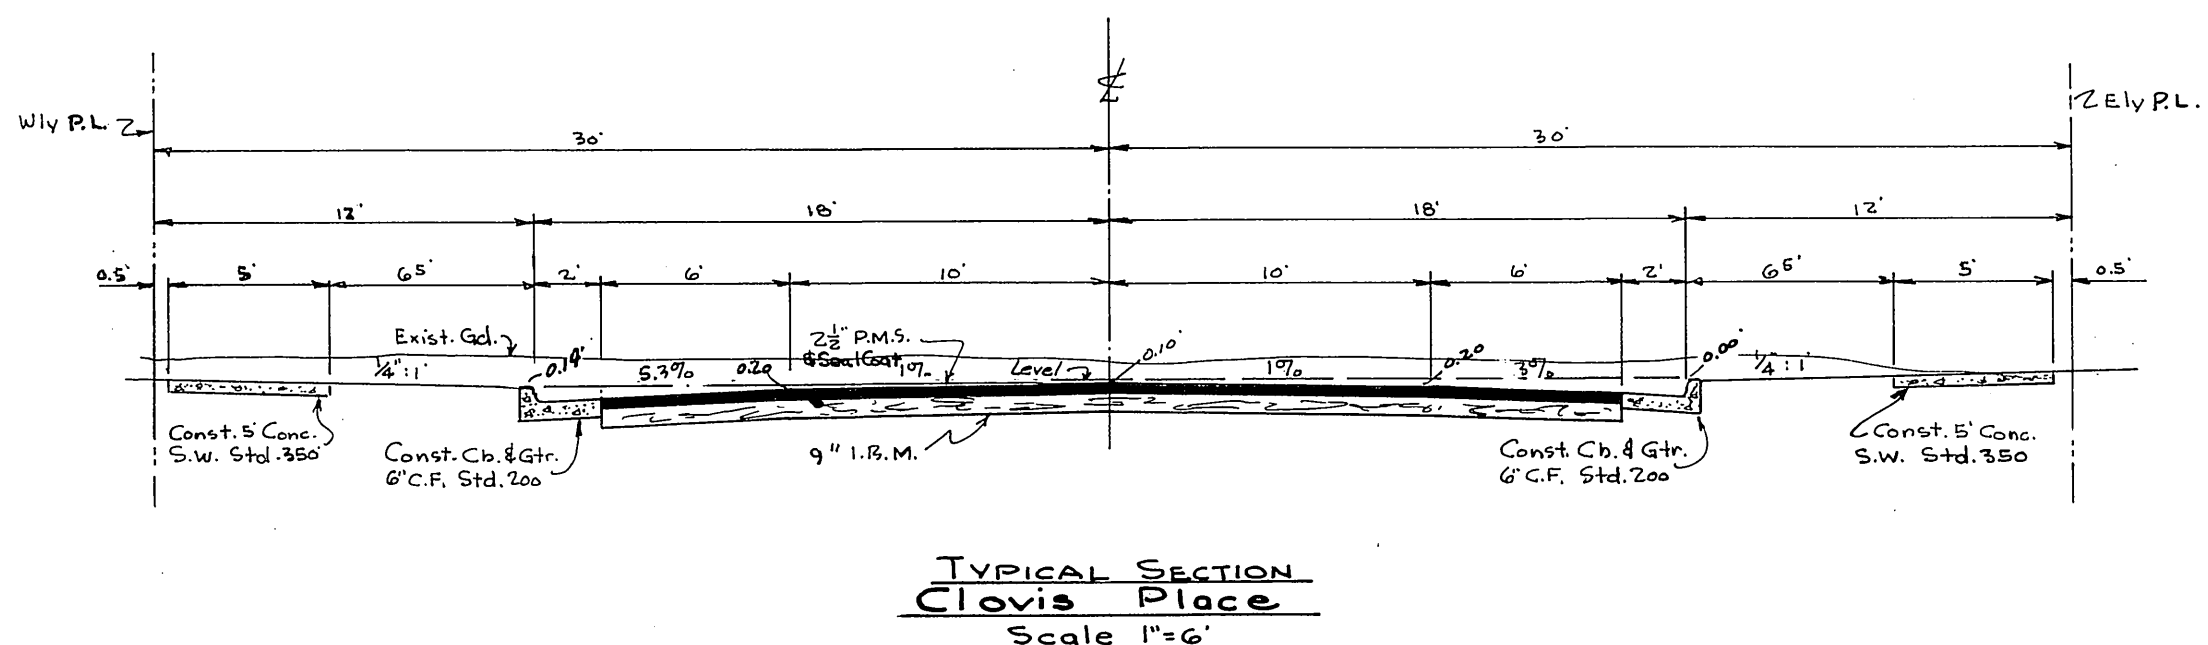 ℄
Wly P.L.
Ely P.L.
30'
30'
12'
18'
18'
12'
0.5'
5'
6.5'
2'
6'
10'
10'
6'
2'
6.5'
5'
0.5'
Exist. Gd.
2½" P.M.S.
& Seal Coat
1/4":1'
0.14'
5.3%
0.20
1%
Level
0.10'
1%
0.20
3%
0.00'
1/4":1'
Const. 5' Conc.
S.W. Std. 350
Const. Cb. & Gtr.
6" C.F. Std. 200
9" I.B.M.
Const. Cb. & Gtr.
6" C.F. Std. 200
Const. 5' Conc.
S.W. Std. 350
TYPICAL SECTION
Clovis Place
Scale 1"=6'